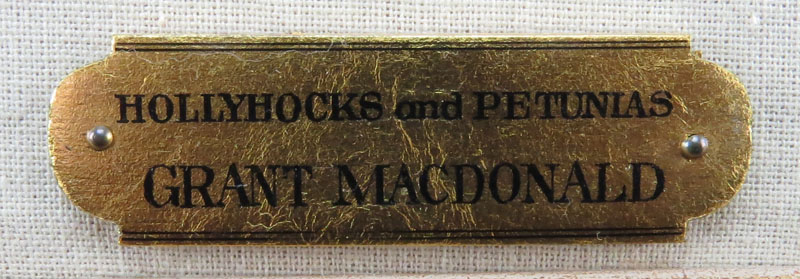 HOLLYHOCKS and PETUNIAS
GRANT MACDONALD